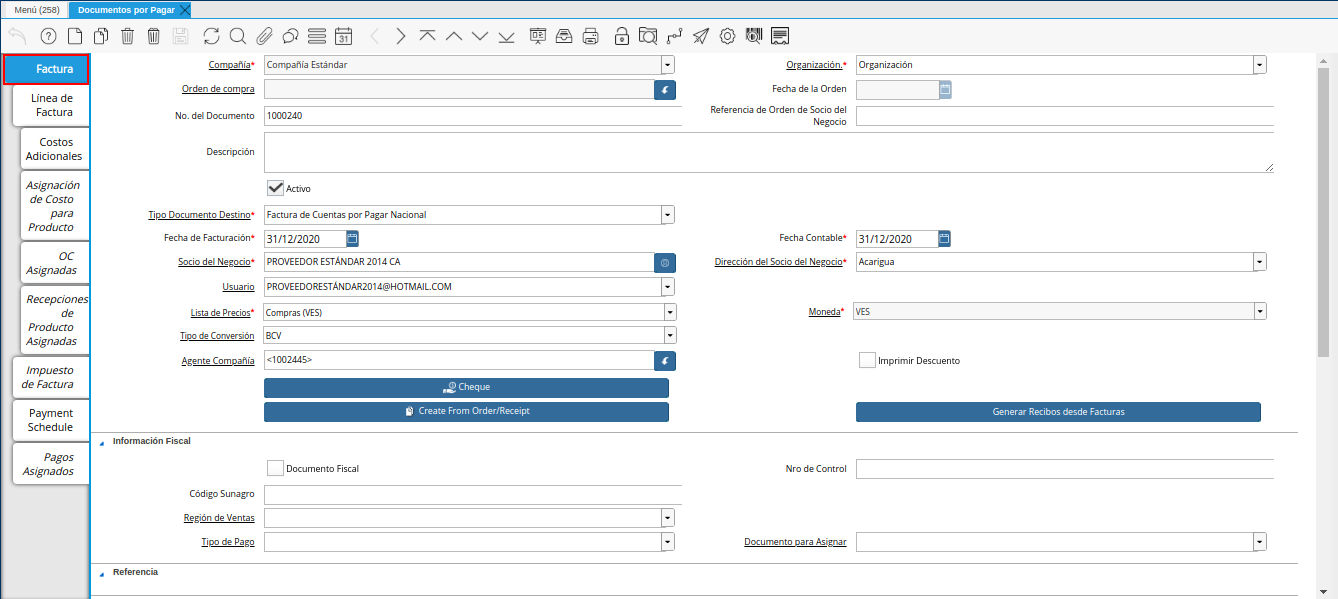 Menú (258)
Documentos por Pagar
31
Factura
Línea de
Factura
Costos
Adicionales
Asignación
de Costo
para
Producto
OC
Asignadas
Recepciones
de
Producto
Asignadas
Impuesto
de Factura
Payment
Schedule
Pagos
Asignados
Compañía* Compañía Estándar Organización.* Organización
Orden de compra Fecha de la Orden
No. del Documento 1000240 Referencia de Orden de Socio del
Negocio
Descripción
Activo
Tipo Documento Destino* Factura de Cuentas por Pagar Nacional
Fecha de Facturación* 31/12/2020 Fecha Contable* 31/12/2020
Socio del Negocio* PROVEEDOR ESTÁNDAR 2014 CA Dirección del Socio del Negocio* Acarigua
Usuario PROVEEDORESTÁNDAR2014@HOTMAIL.COM
Lista de Precios* Compras (VES) Moneda* VES
Tipo de Conversión BCV
Agente Compañía <1002445> Imprimir Descuento
Cheque
Create From Order/Receipt Generar Recibos desde Facturas
Información Fiscal
Documento Fiscal Nro de Control
Código Sunagro
Región de Ventas
Tipo de Pago Documento para Asignar
Referencia